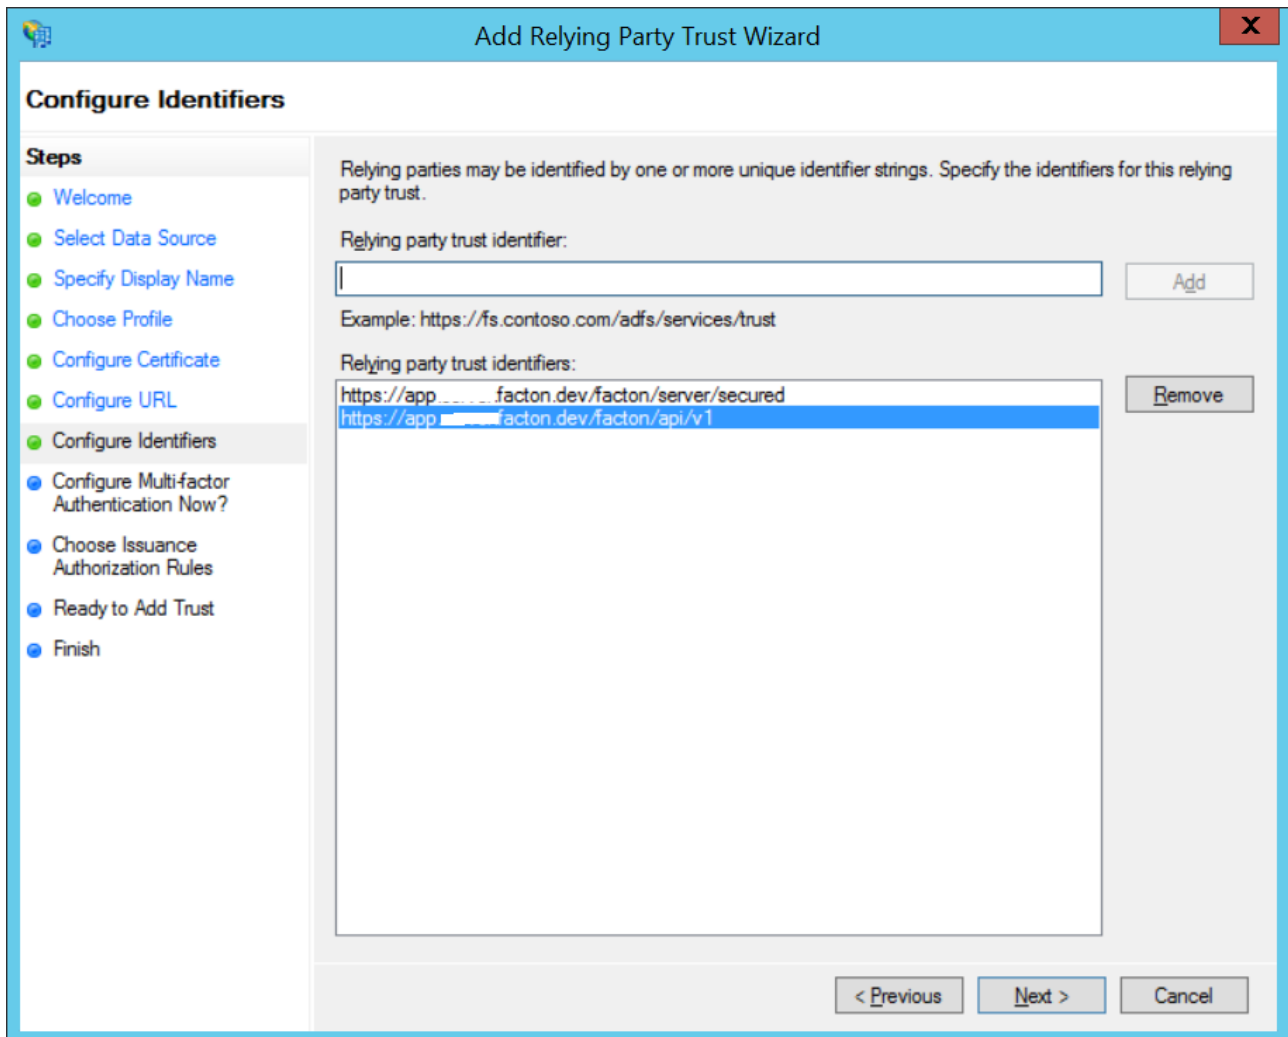 Add Relying Party Trust Wizard
X
Configure Identifiers
Steps
Welcome
Select Data Source
Specify Display Name
Choose Profile
Configure Certificate
Configure URL
Configure Identifiers
Configure Multi-factor
Authentication Now?
Choose Issuance
Authorization Rules
Ready to Add Trust
Finish
Relying parties may be identified by one or more unique identifier strings. Specify the identifiers for this relying
party trust.
Relying party trust identifier:
Add
Example: https://fs.contoso.com/adfs/services/trust
Relying party trust identifiers:
https://app. .facton.dev/facton/server/secured
https://app. facton.dev/facton/api/v1
Remove
< Previous
Next >
Cancel